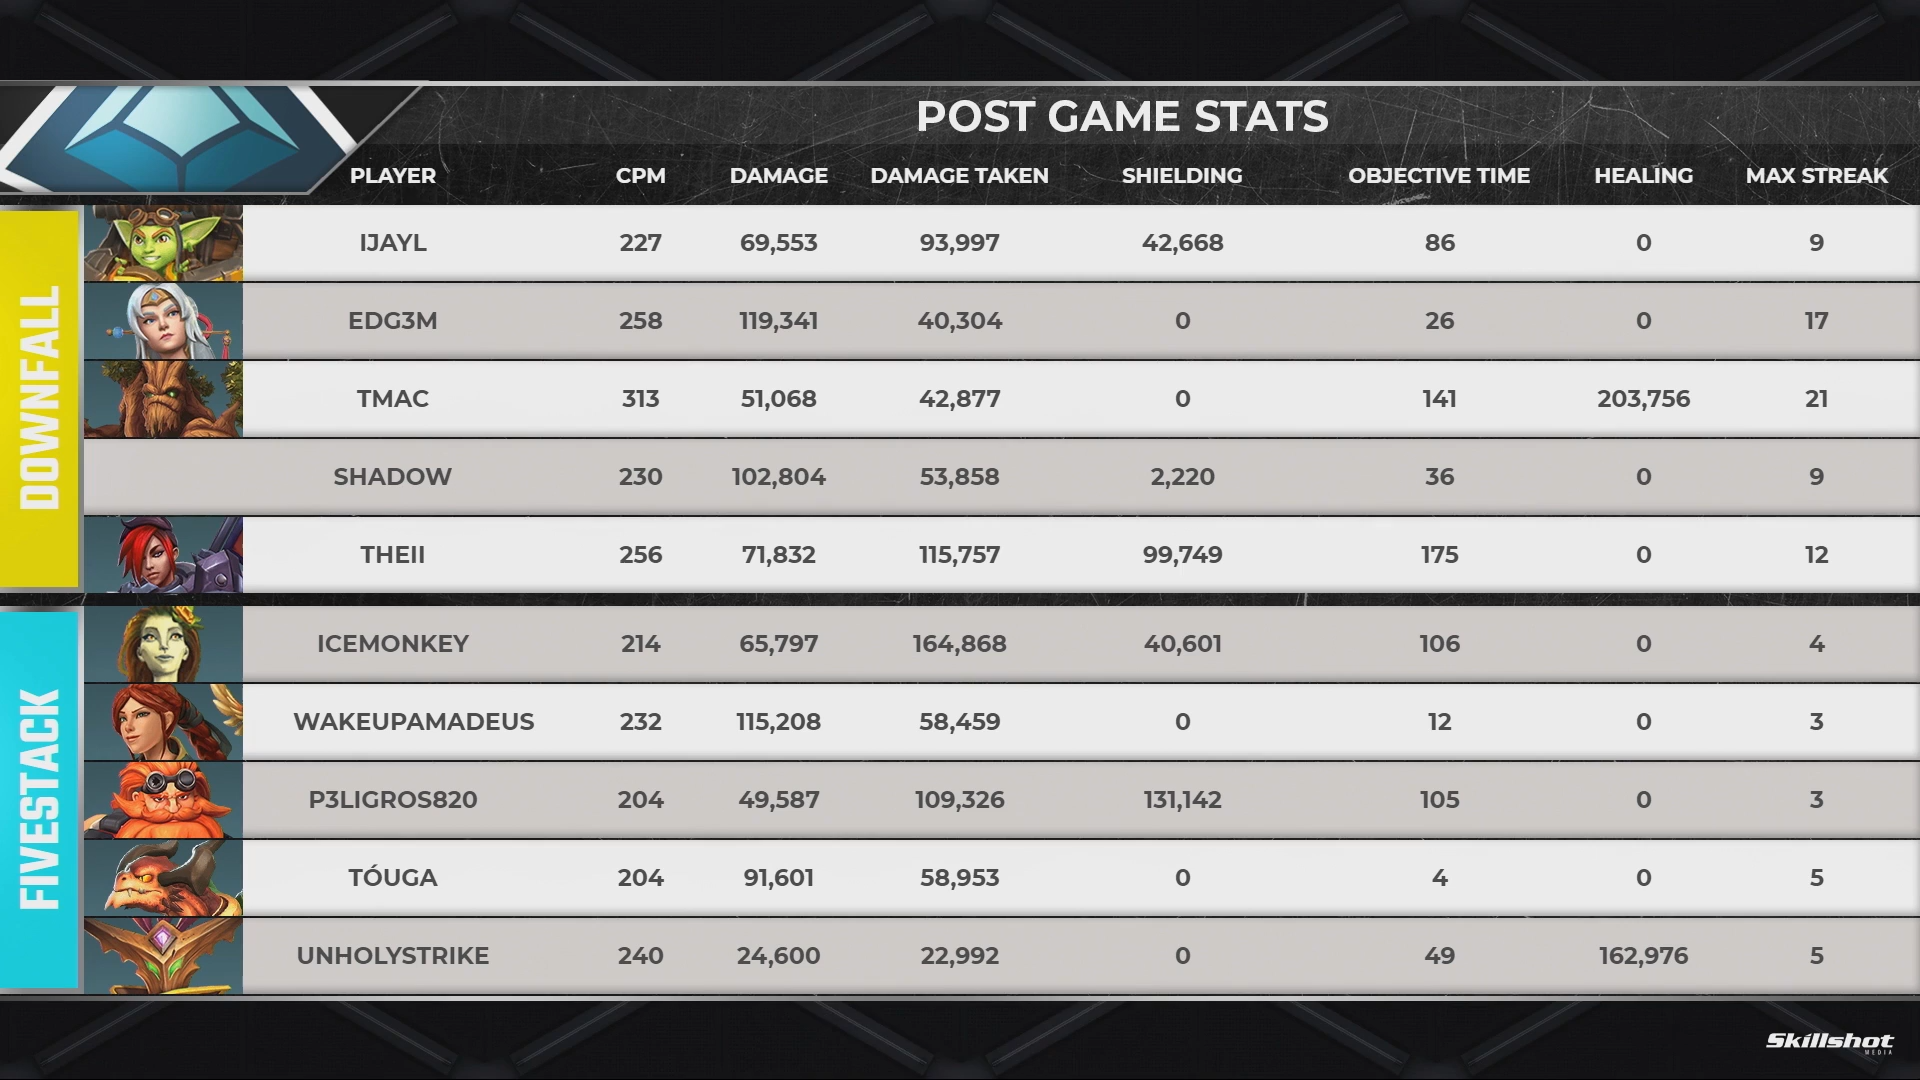 POST GAME STATS
PLAYER CPM DAMAGE DAMAGE TAKEN SHIELDING OBJECTIVE TIME HEALING MAX STREAK
DOWNFALL
IJAYL 227 69,553 93,997 42,668 86 0 9
EDG3M 258 119,341 40,304 0 26 0 17
TMAC 313 51,068 42,877 0 141 203,756 21
SHADOW 230 102,804 53,858 2,220 36 0 9
THEII 256 71,832 115,757 99,749 175 0 12
FIVESTACK
ICEMONKEY 214 65,797 164,868 40,601 106 0 4
WAKEUPAMADEUS 232 115,208 58,459 0 12 0 3
P3LIGROS820 204 49,587 109,326 131,142 105 0 3
TÓUGA 204 91,601 58,953 0 4 0 5
UNHOLYSTRIKE 240 24,600 22,992 0 49 162,976 5
Skillshot
MEDIA